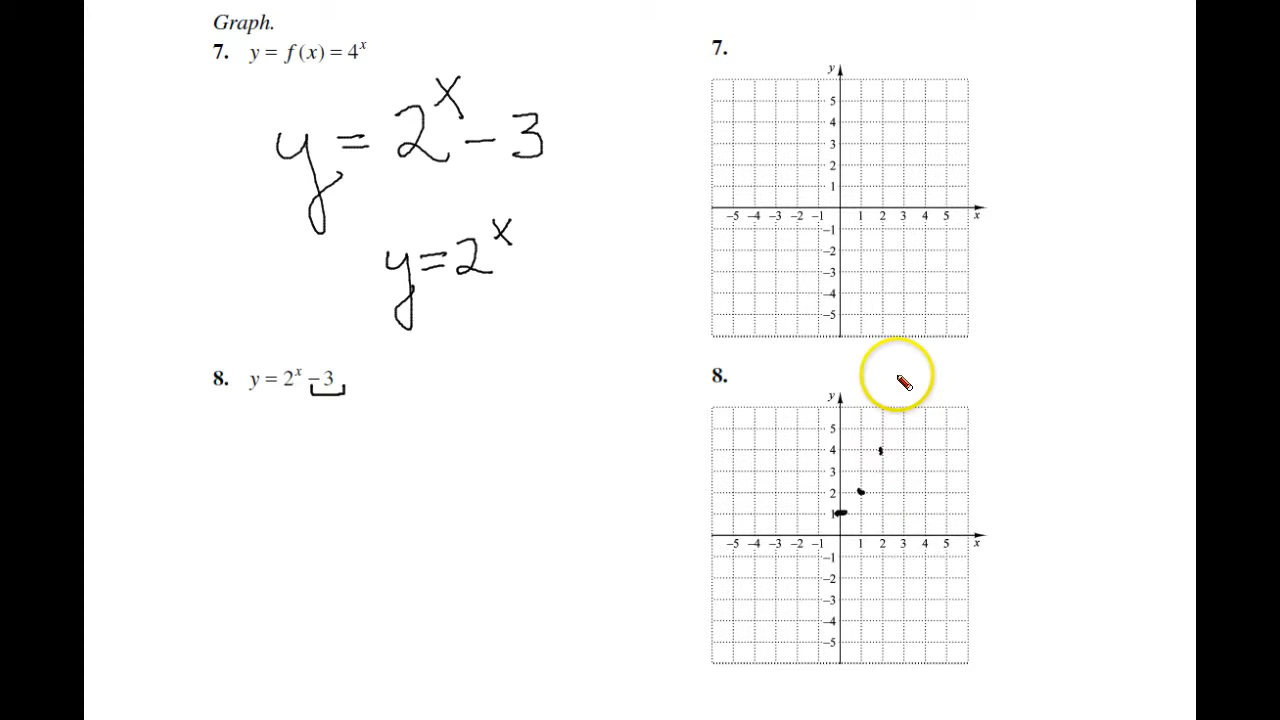 Graph.
7. y = f(x) = 4^x
y = 2^x - 3
y = 2^x
8. y = 2^x - 3
7.
y
5
4
3
2
1
-5 -4 -3 -2 -1 1 2 3 4 5 x
-1
-2
-3
-4
-5
8.
y
5
4
3
2
1
-5 -4 -3 -2 -1 1 2 3 4 5 x
-1
-2
-3
-4
-5